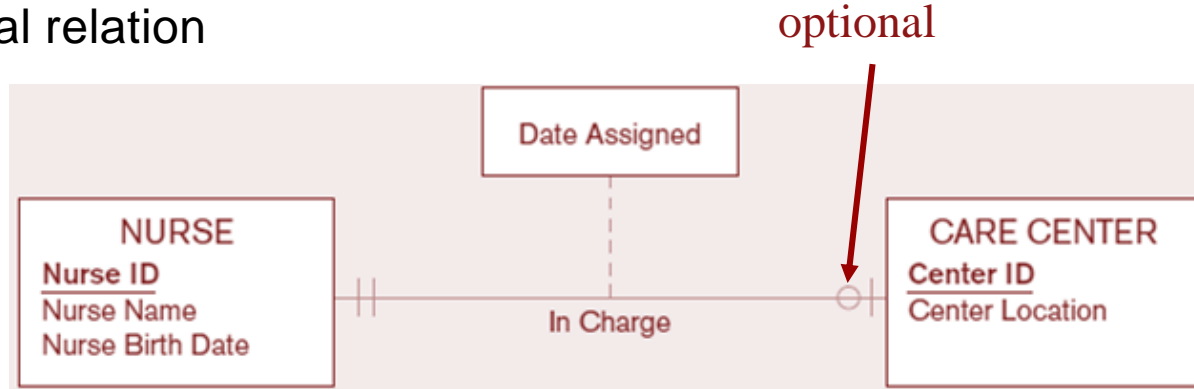 al relation
optional
Date Assigned
NURSE
Nurse ID
Nurse Name
Nurse Birth Date
In Charge
CARE CENTER
Center ID
Center Location